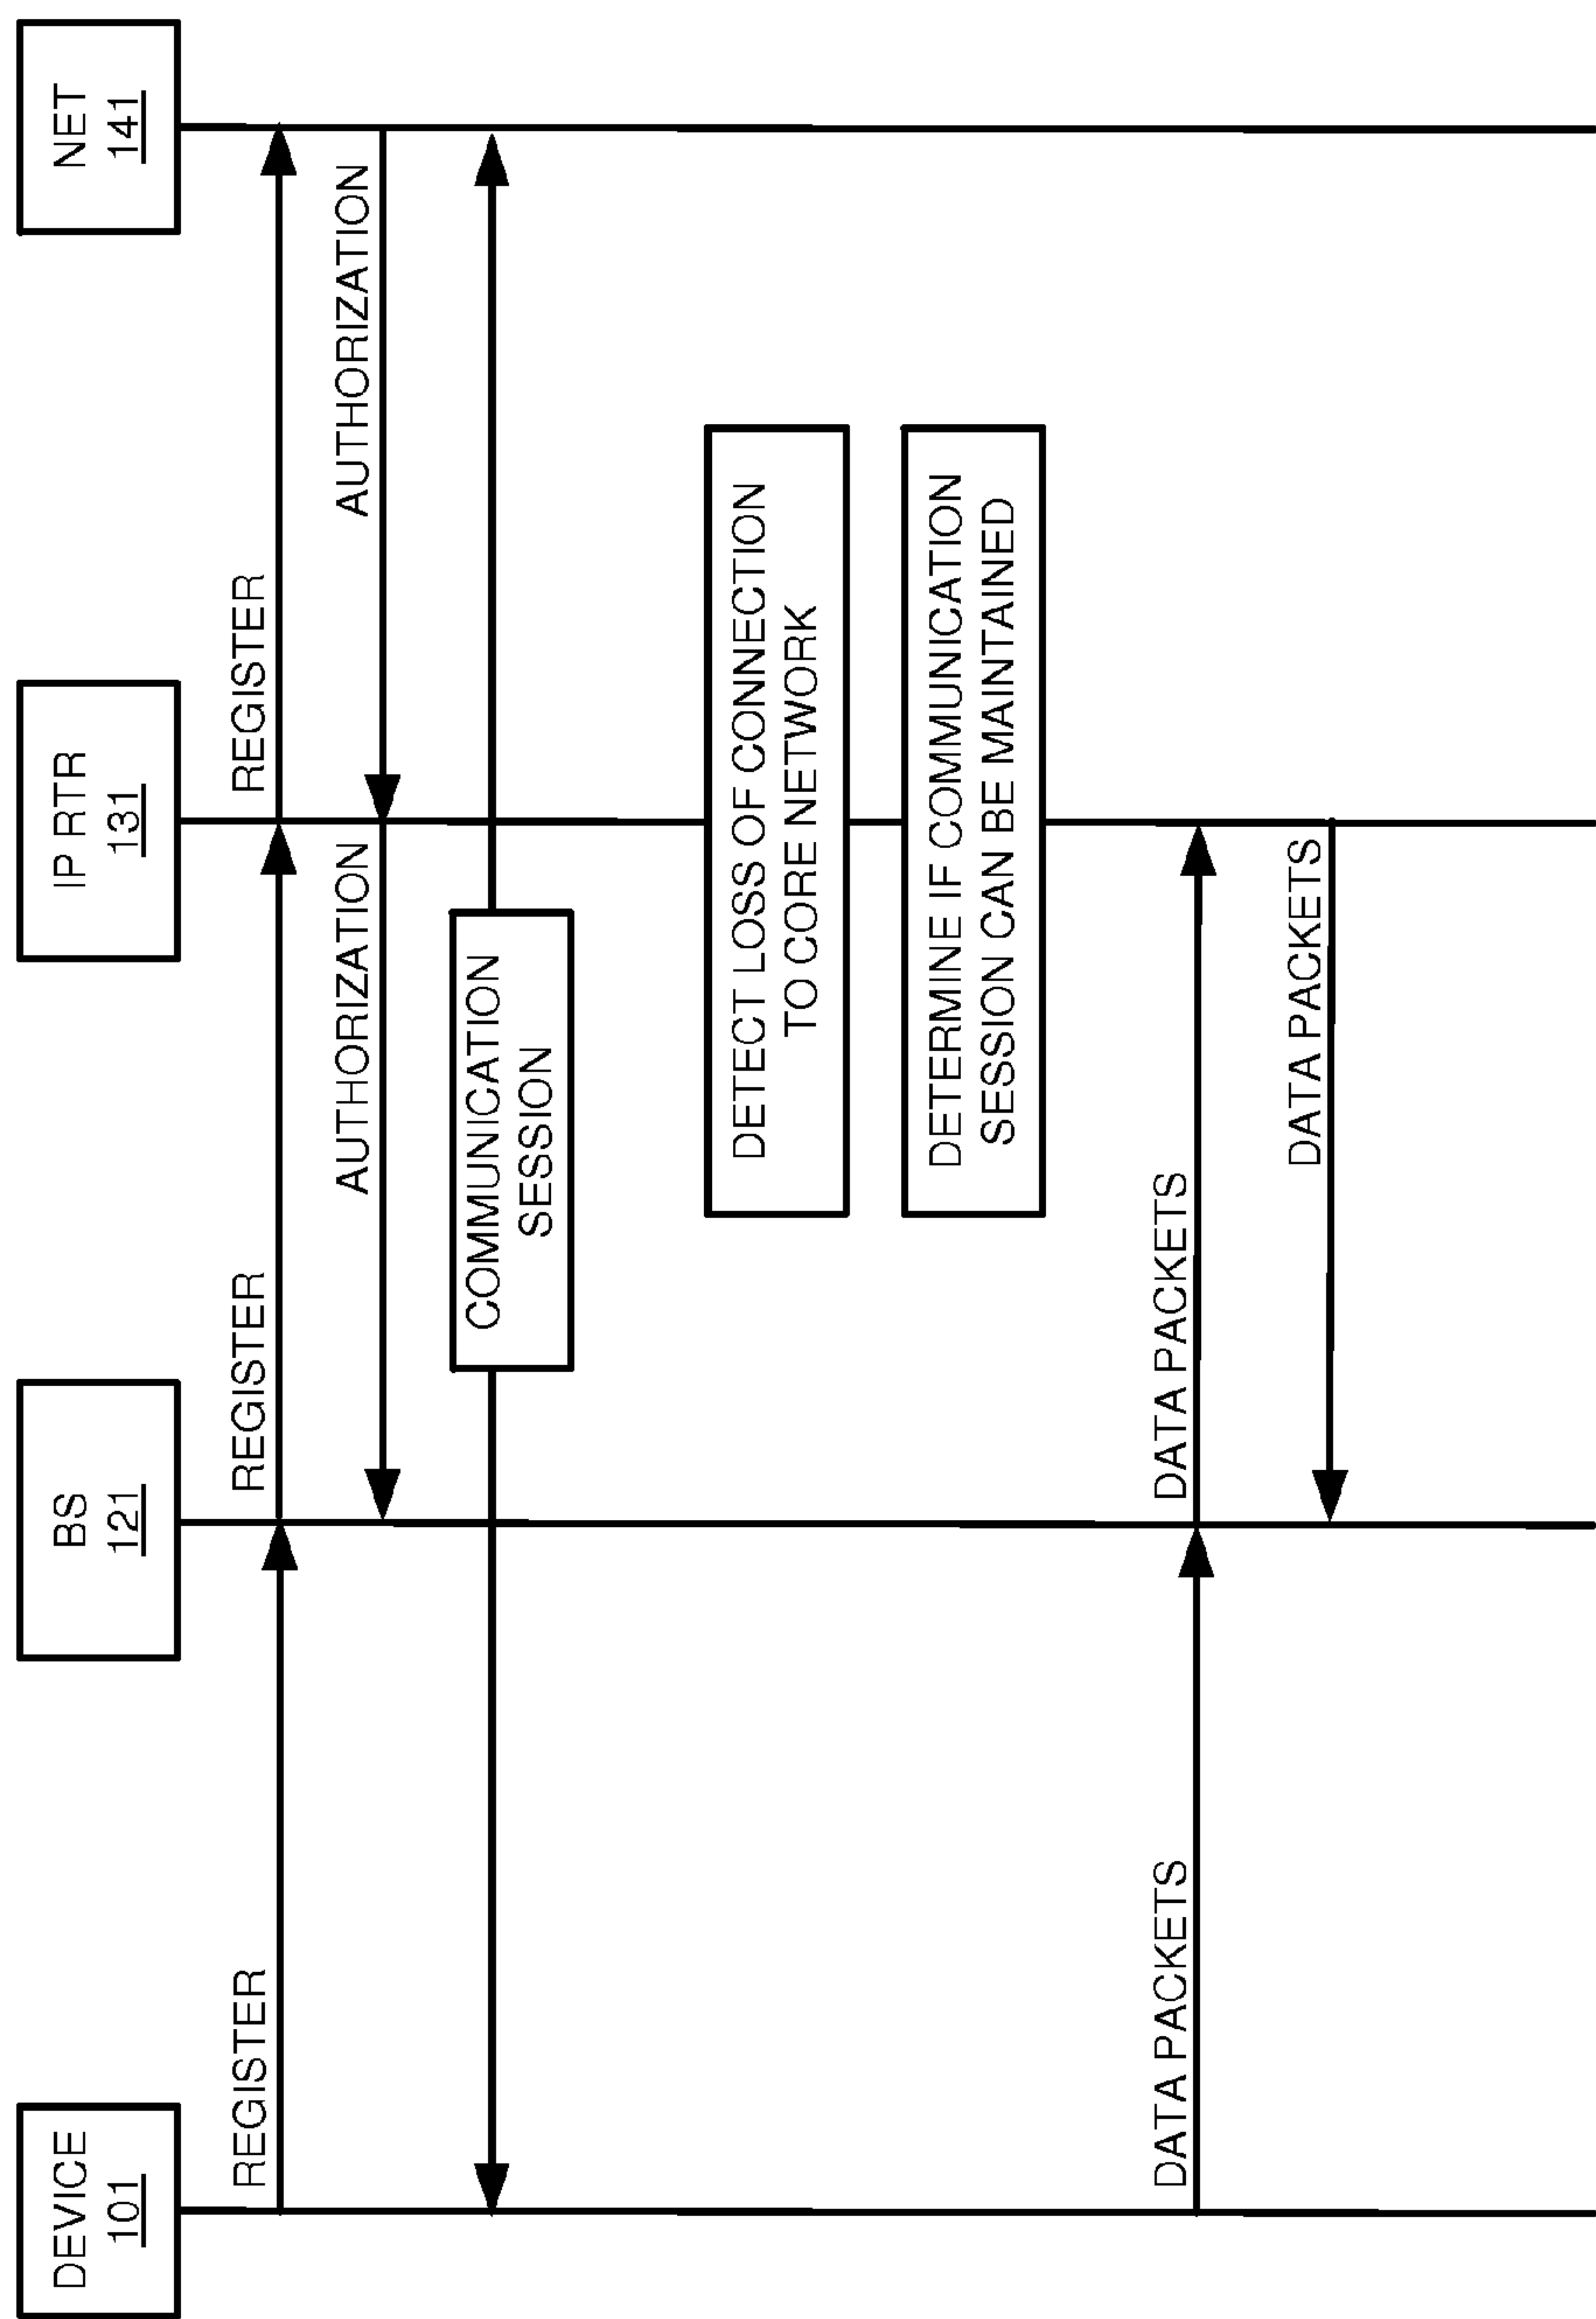 DEVICE
101
BS
121
IP RTR
131
NET
141
REGISTER
REGISTER
REGISTER
AUTHORIZATION
AUTHORIZATION
COMMUNICATION
SESSION
DETECT LOSS OF CONNECTION
TO CORE NETWORK
DETERMINE IF COMMUNICATION
SESSION CAN BE MAINTAINED
DATA PACKETS
DATA PACKETS
DATA PACKETS